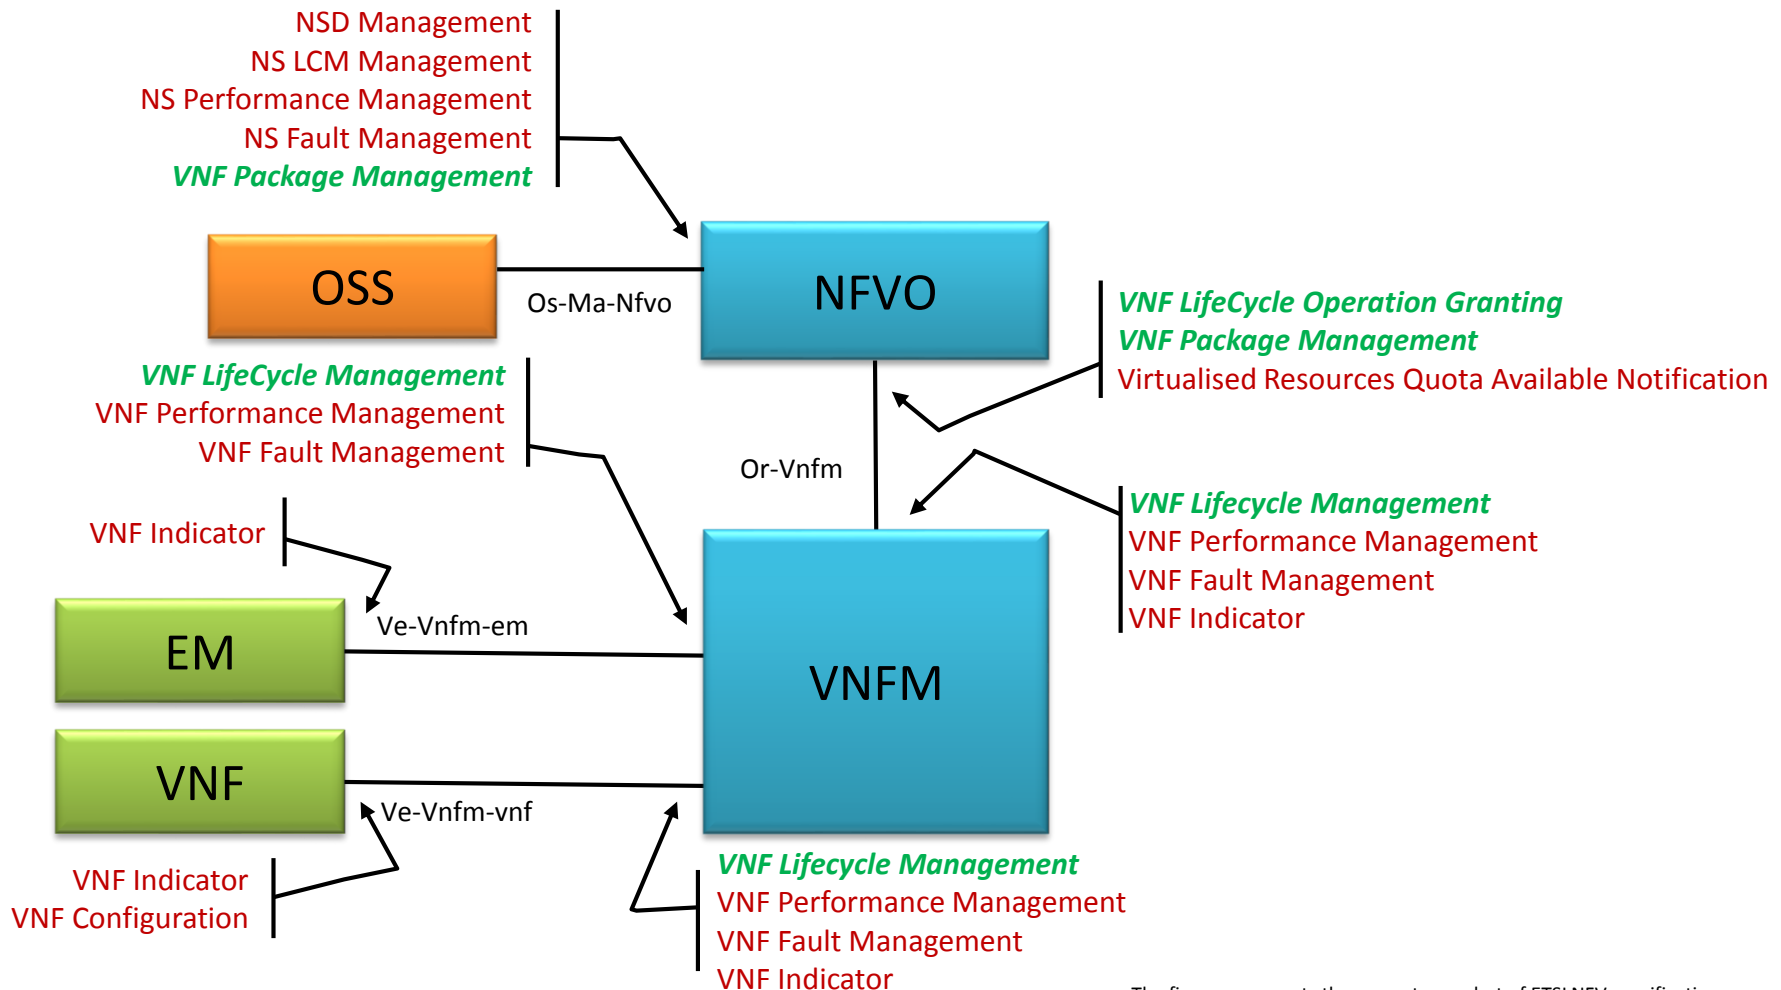 NSD Management
NS LCM Management
NS Performance Management
NS Fault Management
VNF Package Management
OSS
Os-Ma-Nfvo
NFVO
VNF LifeCycle Operation Granting
VNF Package Management
Virtualised Resources Quota Available Notification
VNF LifeCycle Management
VNF Performance Management
VNF Fault Management
Or-Vnfm
VNF Lifecycle Management
VNF Performance Management
VNF Fault Management
VNF Indicator
VNF Indicator
EM
Ve-Vnfm-em
VNFM
VNF
Ve-Vnfm-vnf
VNF Indicator
VNF Configuration
VNF Lifecycle Management
VNF Performance Management
VNF Fault Management
VNF Indicator